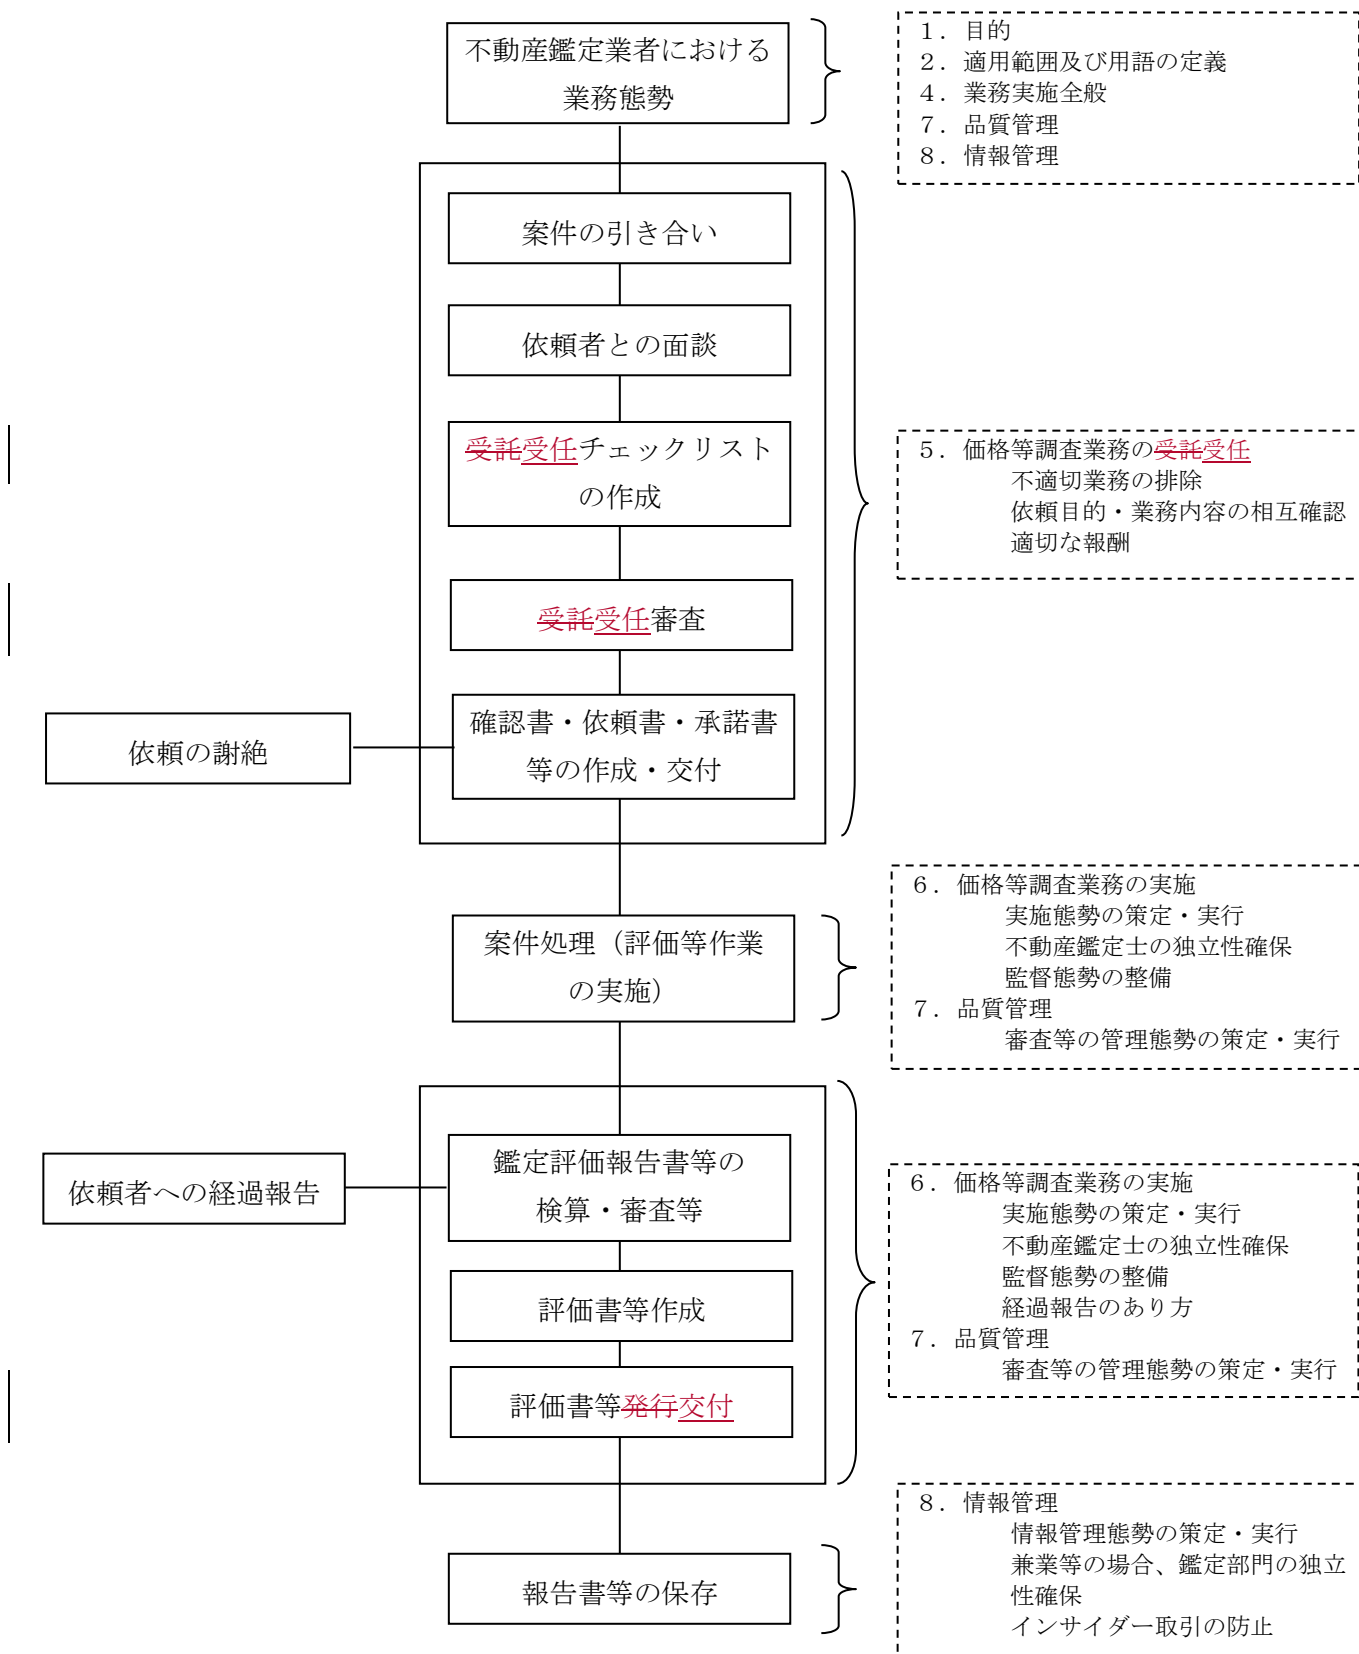 不動産鑑定業者における
業務態勢
１．目的
２．適用範囲及び用語の定義
４．業務実施全般
７．品質管理
８．情報管理
案件の引き合い
依頼者との面談
受託受任チェックリスト
の作成
５．価格等調査業務の受託受任
不適切業務の排除
依頼目的・業務内容の相互確認
適切な報酬
受託受任審査
確認書・依頼書・承諾書
等の作成・交付
依頼の謝絶
案件処理（評価等作業
の実施）
６．価格等調査業務の実施
実施態勢の策定・実行
不動産鑑定士の独立性確保
監督態勢の整備
７．品質管理
審査等の管理態勢の策定・実行
鑑定評価報告書等の
検算・審査等
依頼者への経過報告
評価書等作成
評価書等発行交付
６．価格等調査業務の実施
実施態勢の策定・実行
不動産鑑定士の独立性確保
監督態勢の整備
経過報告のあり方
７．品質管理
審査等の管理態勢の策定・実行
報告書等の保存
８．情報管理
情報管理態勢の策定・実行
兼業等の場合、鑑定部門の独立
性確保
インサイダー取引の防止